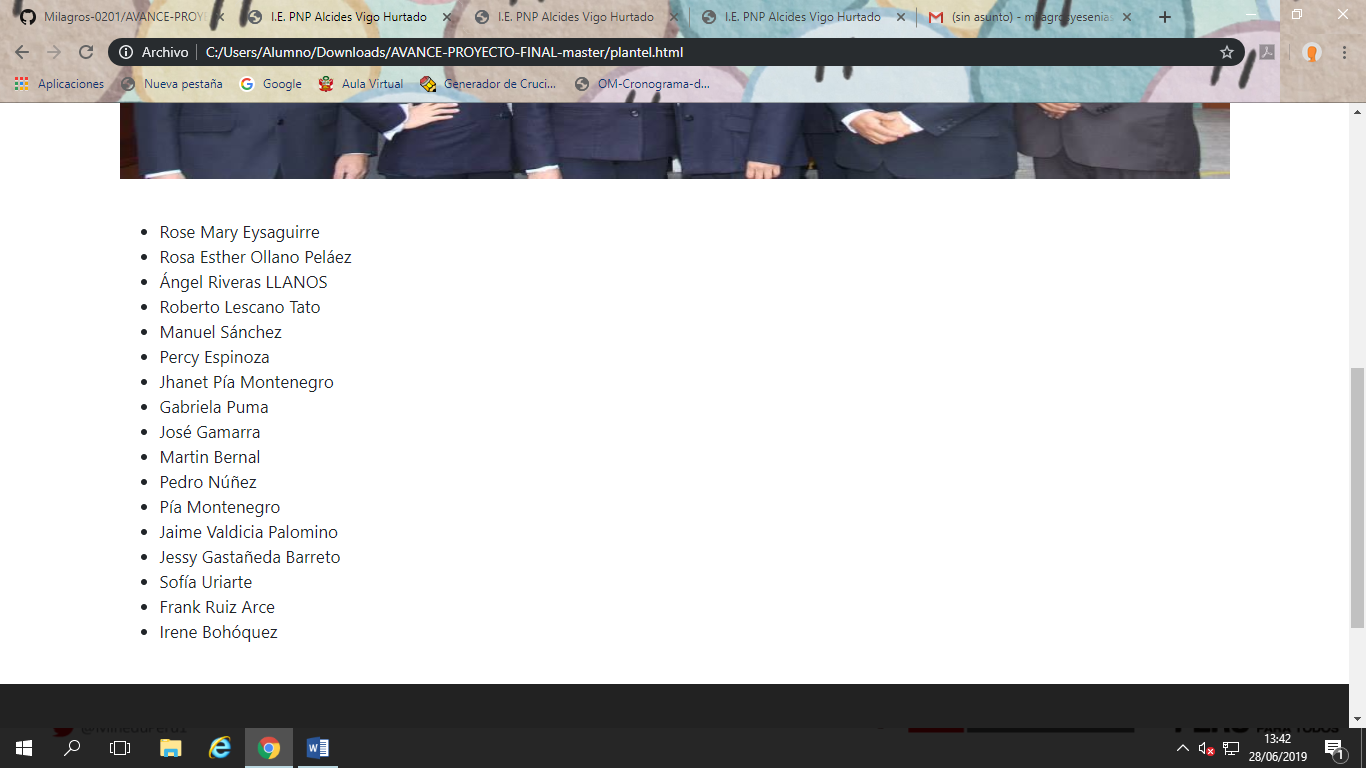 Milagros-0201/AVANCE-PROYE
I.E. PNP Alcides Vigo Hurtado
I.E. PNP Alcides Vigo Hurtado
I.E. PNP Alcides Vigo Hurtado
(sin asunto) - milagrosyesenias
Archivo
C:/Users/Alumno/Downloads/AVANCE-PROYECTO-FINAL-master/plantel.html
Aplicaciones
Nueva pestaña
Google
Aula Virtual
Generador de Cruci...
OM-Cronograma-d...
• Rose Mary Eysaguirre
• Rosa Esther Ollano Peláez
• Ángel Riveras LLANOS
• Roberto Lescano Tato
• Manuel Sánchez
• Percy Espinoza
• Jhanet Pía Montenegro
• Gabriela Puma
• José Gamarra
• Martin Bernal
• Pedro Núñez
• Pía Montenegro
• Jaime Valdicia Palomino
• Jessy Gastañeda Barreto
• Sofía Uriarte
• Frank Ruiz Arce
• Irene Bohóquez
13:42
28/06/2019
1